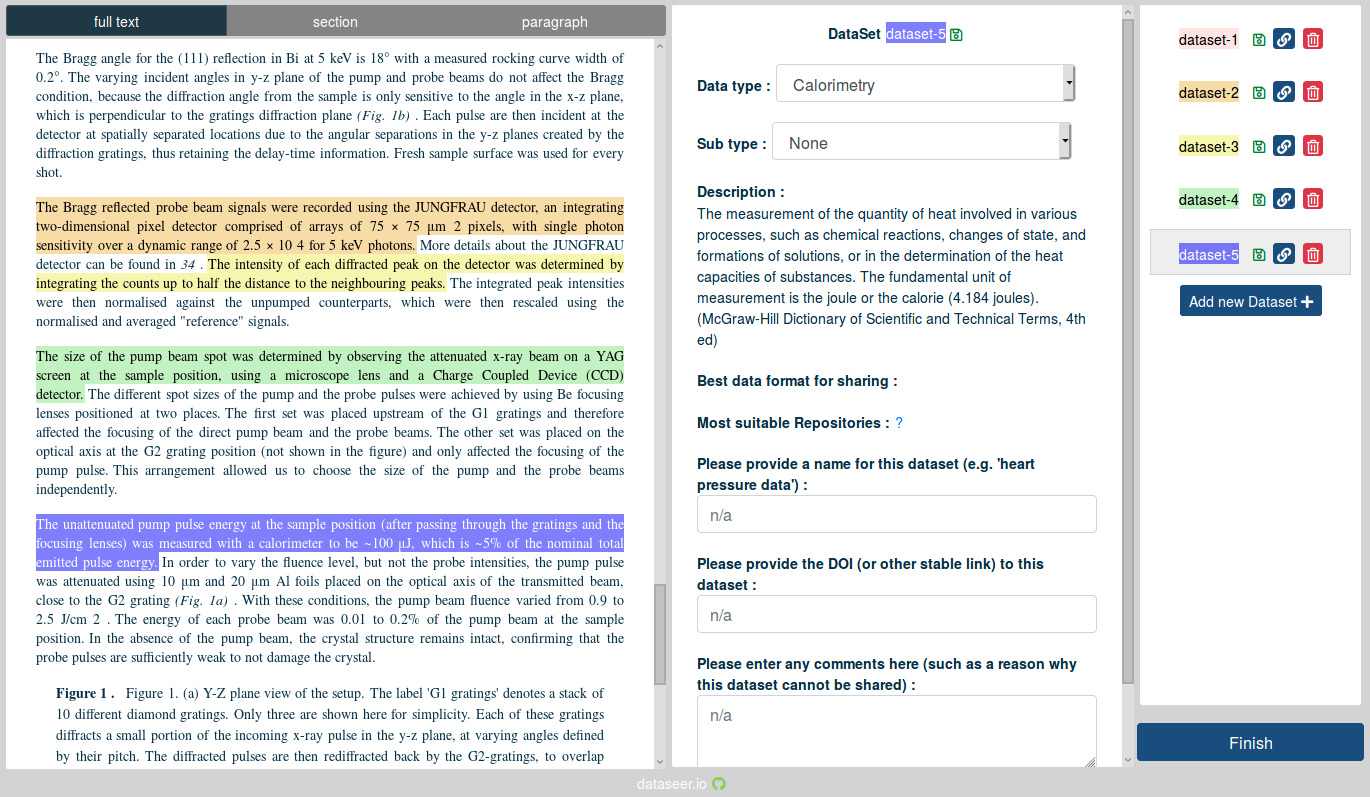 full text
section
paragraph
The Bragg angle for the (111) reflection in Bi at 5 keV is 18° with a measured rocking curve width of
0.2°. The varying incident angles in y-z plane of the pump and probe beams do not affect the Bragg
condition, because the diffraction angle from the sample is only sensitive to the angle in the x-z plane,
which is perpendicular to the gratings diffraction plane (Fig. 1b) . Each pulse are then incident at the
detector at spatially separated locations due to the angular separations in the y-z planes created by the
diffraction gratings, thus retaining the delay-time information. Fresh sample surface was used for every
shot.
The Bragg reflected probe beam signals were recorded using the JUNGFRAU detector, an integrating
two-dimensional pixel detector comprised of arrays of 75 × 75 μm 2 pixels, with single photon
sensitivity over a dynamic range of 2.5 × 10 4 for 5 keV photons. More details about the JUNGFRAU
detector can be found in 34 . The intensity of each diffracted peak on the detector was determined by
integrating the counts up to half the distance to the neighbouring peaks. The integrated peak intensities
were then normalised against the unpumped counterparts, which were then rescaled using the
normalised and averaged "reference" signals.
The size of the pump beam spot was determined by observing the attenuated x-ray beam on a YAG
screen at the sample position, using a microscope lens and a Charge Coupled Device (CCD)
detector. The different spot sizes of the pump and the probe pulses were achieved by using Be focusing
lenses positioned at two places. The first set was placed upstream of the G1 gratings and therefore
affected the focusing of the direct pump beam and the probe beams. The other set was placed on the
optical axis at the G2 grating position (not shown in the figure) and only affected the focusing of the
pump pulse. This arrangement allowed us to choose the size of the pump and the probe beams
independently.
The unattenuated pump pulse energy at the sample position (after passing through the gratings and the
focusing lenses) was measured with a calorimeter to be ~100 μJ, which is ~5% of the nominal total
emitted pulse energy. In order to vary the fluence level, but not the probe intensities, the pump pulse
was attenuated using 10 μm and 20 μm Al foils placed on the optical axis of the transmitted beam,
close to the G2 grating (Fig. 1a) . With these conditions, the pump beam fluence varied from 0.9 to
2.5 J/cm 2 . The energy of each probe beam was 0.01 to 0.2% of the pump beam at the sample
position. In the absence of the pump beam, the crystal structure remains intact, confirming that the
probe pulses are sufficiently weak to not damage the crystal.
Figure 1 . Figure 1. (a) Y-Z plane view of the setup. The label 'G1 gratings' denotes a stack of
10 different diamond gratings. Only three are shown here for simplicity. Each of these gratings
diffracts a small portion of the incoming x-ray pulse in the y-z plane, at varying angles defined
by their pitch. The diffracted pulses are then rediffracted back by the G2-gratings, to overlap
DataSet dataset-5
Data type : Calorimetry
Sub type : None
Description :
The measurement of the quantity of heat involved in various
processes, such as chemical reactions, changes of state, and
formations of solutions, or in the determination of the heat
capacities of substances. The fundamental unit of
measurement is the joule or the calorie (4.184 joules).
(McGraw-Hill Dictionary of Scientific and Technical Terms, 4th
ed)
Best data format for sharing :
Most suitable Repositories : ?
Please provide a name for this dataset (e.g. 'heart
pressure data') :
n/a
Please provide the DOI (or other stable link) to this
dataset :
n/a
Please enter any comments here (such as a reason why
this dataset cannot be shared) :
n/a
dataset-1
dataset-2
dataset-3
dataset-4
dataset-5
Add new Dataset +
Finish
dataseer.io